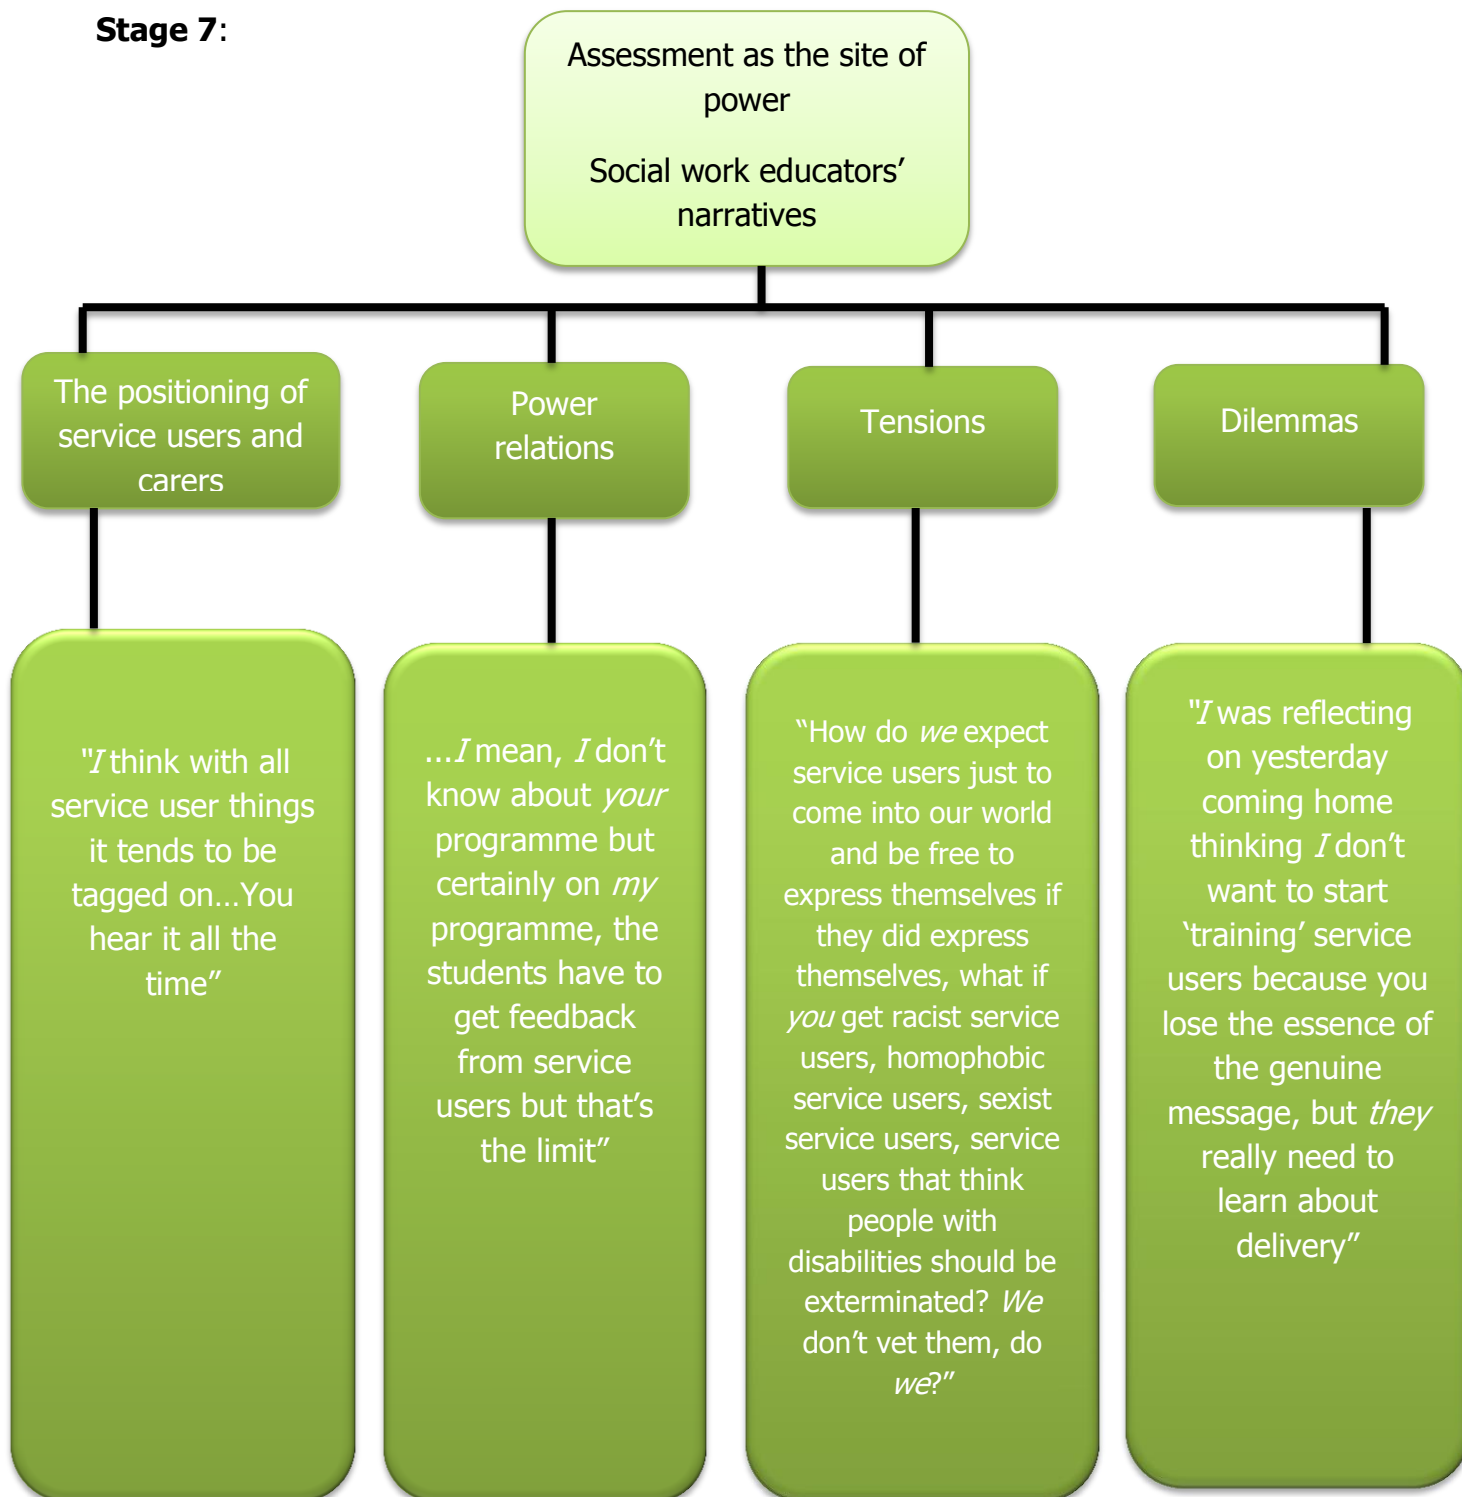 Stage 7:
Assessment as the site of
power
Social work educators’
narratives
The positioning of
service users and
carers
Power
relations
Tensions
Dilemmas
"I think with all
service user things
it tends to be
tagged on…You
hear it all the
time”
…I mean, I don’t
know about your
programme but
certainly on my
programme, the
students have to
get feedback
from service
users but that’s
the limit”
“How do we expect
service users just to
come into our world
and be free to
express themselves if
they did express
themselves, what if
you get racist service
users, homophobic
service users, sexist
service users, service
users that think
people with
disabilities should be
exterminated? We
don’t vet them, do
we?”
"I was reflecting
on yesterday
coming home
thinking I don’t
want to start
‘training’ service
users because you
lose the essence of
the genuine
message, but they
really need to
learn about
delivery”